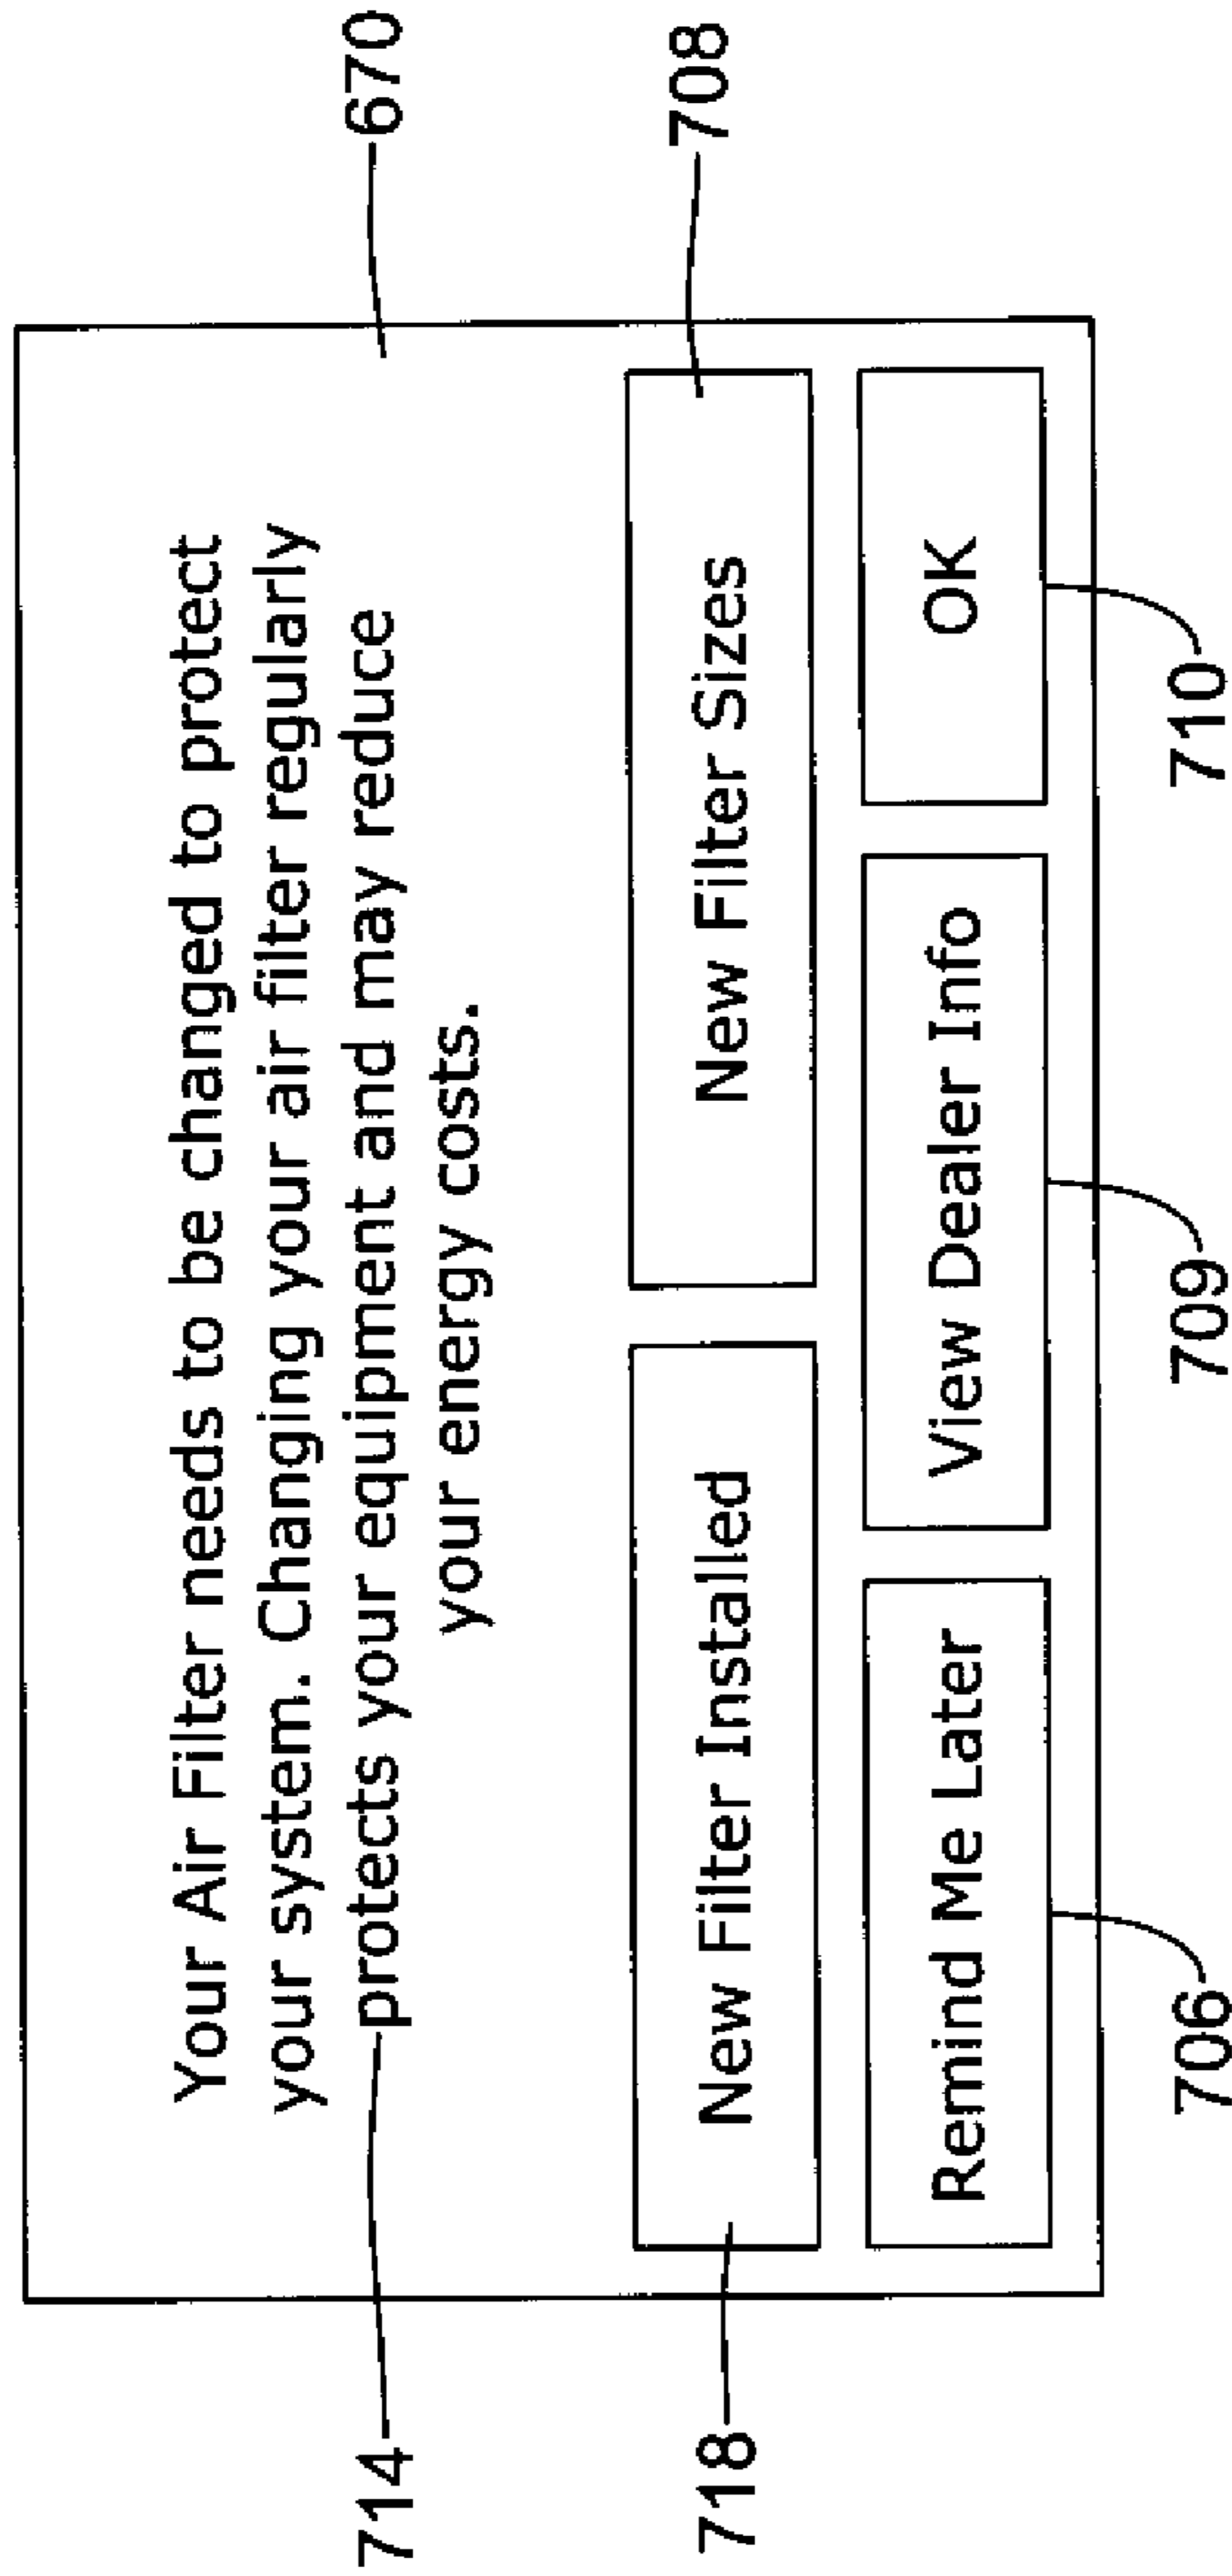 Your Air Filter needs to be changed to protect
your system. Changing your air filter regularly
protects your equipment and may reduce
your energy costs.
714
670
718
New Filter Installed
New Filter Sizes
708
Remind Me Later
View Dealer Info
OK
706
709
710